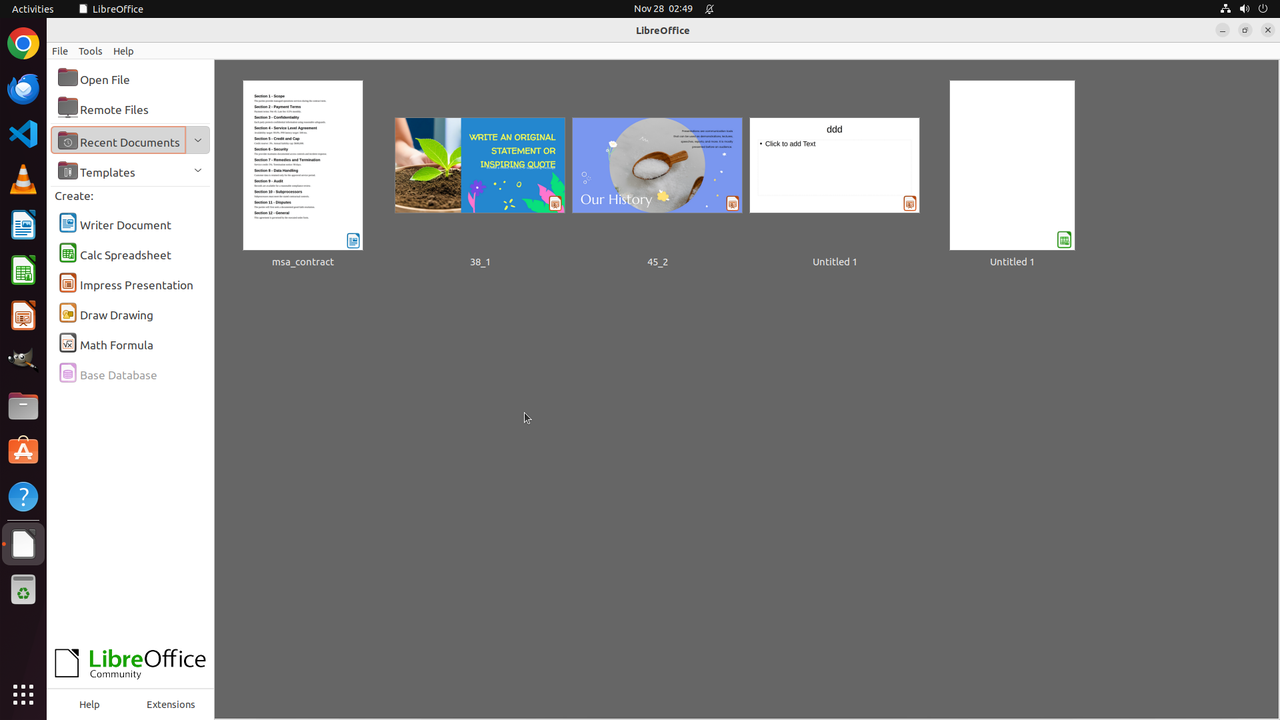 Activities
LibreOffice
Nov 28 02:49
LibreOffice
File
Tools
Help
Open File
Remote Files
Recent Documents
Templates
Create:
Writer Document
Calc Spreadsheet
Impress Presentation
Draw Drawing
Math Formula
Base Database
LibreOffice
Community
Help
Extensions
Section 1 - Scope
Section 2 - Payment Terms
Section 3 - Confidentiality
Section 4 - Service Level Agreement
Section 5 - Credit and Cap
Section 6 - Security
Section 7 - Remedies and Termination
Section 8 - Data Handling
Section 9 - Audit
Section 10 - Subprocessors
Section 11 - Disputes
Section 12 - General
msa_contract
WRITE AN ORIGINAL
STATEMENT OR
INSPIRING QUOTE
38_1
Our History
45_2
ddd
• Click to add Text
Untitled 1
Untitled 1